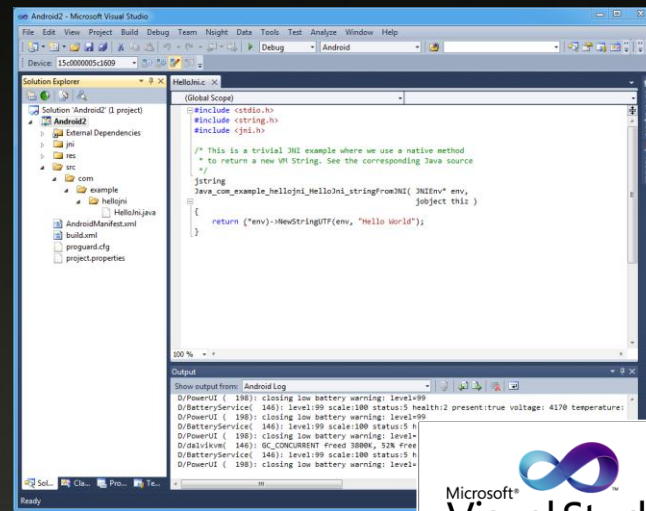 Android2 - Microsoft Visual Studio
File Edit View Project Build Debug Team Nsight Data Tools Test Analyze Window Help
Debug Android
Device: 15c0000005c1609
Solution Explorer
HelloJni.c
(Global Scope)
Solution 'Android2' (1 project)
Android2
External Dependencies
jni
res
src
com
example
hellojni
HelloJni.java
AndroidManifest.xml
build.xml
proguard.cfg
project.properties
#include <stdio.h>
#include <string.h>
#include <jni.h>
/* This is a trivial JNI example where we use a native method
* to return a new VM String. See the corresponding Java source
*/
jstring
Java_com_example_hellojni_HelloJni_stringFromJNI( JNIEnv* env,
jobject thiz )
{
return (*env)->NewStringUTF(env, "Hello World");
}
100 %
Output
Show output from: Android Log
D/PowerUI ( 198): closing low battery warning: level=99
D/BatteryService( 146): level:99 scale:100 status:5 health:2 present:true voltage: 4170 temperature:
D/PowerUI ( 198): closing low battery warning: level=99
D/BatteryService( 146): level:99 scale:100 status:5 h
D/PowerUI ( 198): closing low battery warning: level=
D/dalvikvm( 146): GC_CONCURRENT freed 3800K, 52% free
D/BatteryService( 146): level:99 scale:100 status:5 h
D/PowerUI ( 198): closing low battery warning: level=
Sol... Cla... Pro... Te...
Ready
Microsoft®
Visual Stud